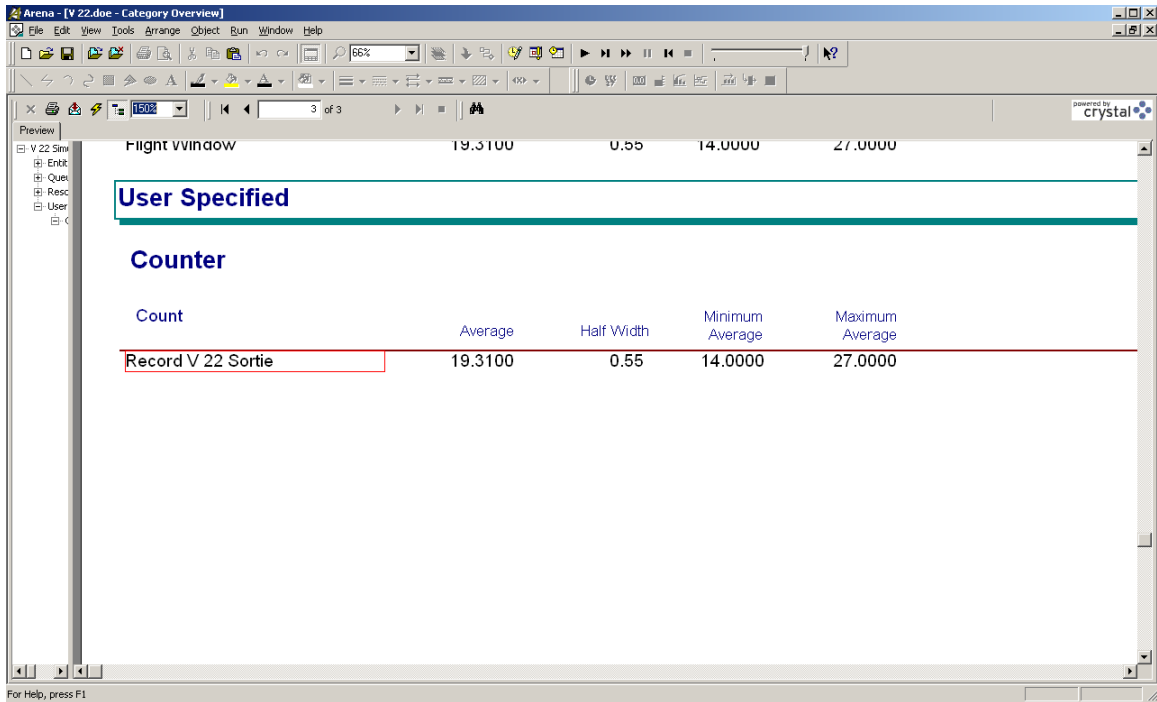 Arena - [V 22.doe - Category Overview]
File Edit View Tools Arrange Object Run Window Help
66%
150% 3 of 3
powered by
crystal
Preview
V 22 Simu
Entit
Queu
Resc
User
Flight Window 19.3100 0.55 14.0000 27.0000
User Specified
Counter
Count Average Half Width Minimum Average Maximum Average
Record V 22 Sortie 19.3100 0.55 14.0000 27.0000
For Help, press F1